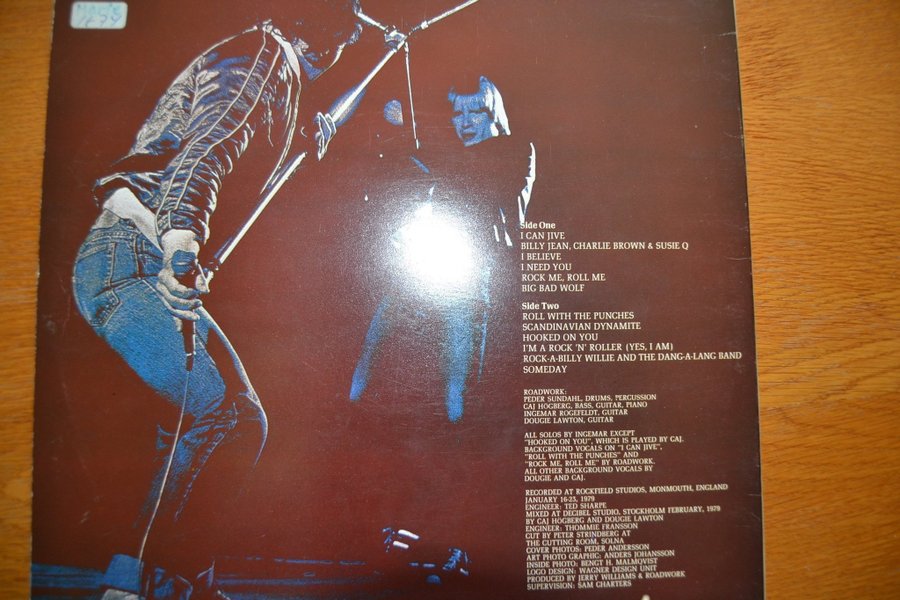 Side One
I CAN JIVE
BILLY JEAN, CHARLIE BROWN & SUSIE Q
I BELIEVE
I NEED YOU
ROCK ME, ROLL ME
BIG BAD WOLF
Side Two
ROLL WITH THE PUNCHES
SCANDINAVIAN DYNAMITE
HOOKED ON YOU
I'M A ROCK 'N' ROLLER (YES, I AM)
ROCK-A-BILLY WILLIE AND THE DANG-A-LANG BAND
SOMEDAY
ROADWORK:
PEDER SUNDAHL, DRUMS, PERCUSSION
CAJ HÖGBERG, BASS, GUITAR, PIANO
INGEMAR ROGEFELDT, GUITAR
DOUGIE LAWTON, GUITAR
ALL SOLOS BY INGEMAR EXCEPT
"HOOKED ON YOU", WHICH IS PLAYED BY CAJ.
BACKGROUND VOCALS ON "I CAN JIVE",
"ROLL WITH THE PUNCHES" AND
"ROCK ME, ROLL ME" BY ROADWORK.
ALL OTHER BACKGROUND VOCALS BY
DOUGIE AND CAJ.
RECORDED AT ROCKFIELD STUDIOS, MONMOUTH, ENGLAND
JANUARY 16-23, 1979
ENGINEER: TED SHARPE
MIXED AT DECIBEL STUDIO, STOCKHOLM FEBRUARY, 1979
BY CAJ HÖGBERG AND DOUGIE LAWTON
ENGINEER: THOMMIE FRANSSON
CUT BY PETER STRINDBERG AT
THE CUTTING ROOM, SOLNA
COVER PHOTOS: PEDER ANDERSSON
ART PHOTO GRAPHIC: ANDERS JOHANSSON
INSIDE PHOTO: BENGT H. MALMQVIST
LOGO DESIGN: WAGNER DESIGN UNIT
PRODUCED BY JERRY WILLIAMS & ROADWORK
SUPERVISION: SAM CHARTERS